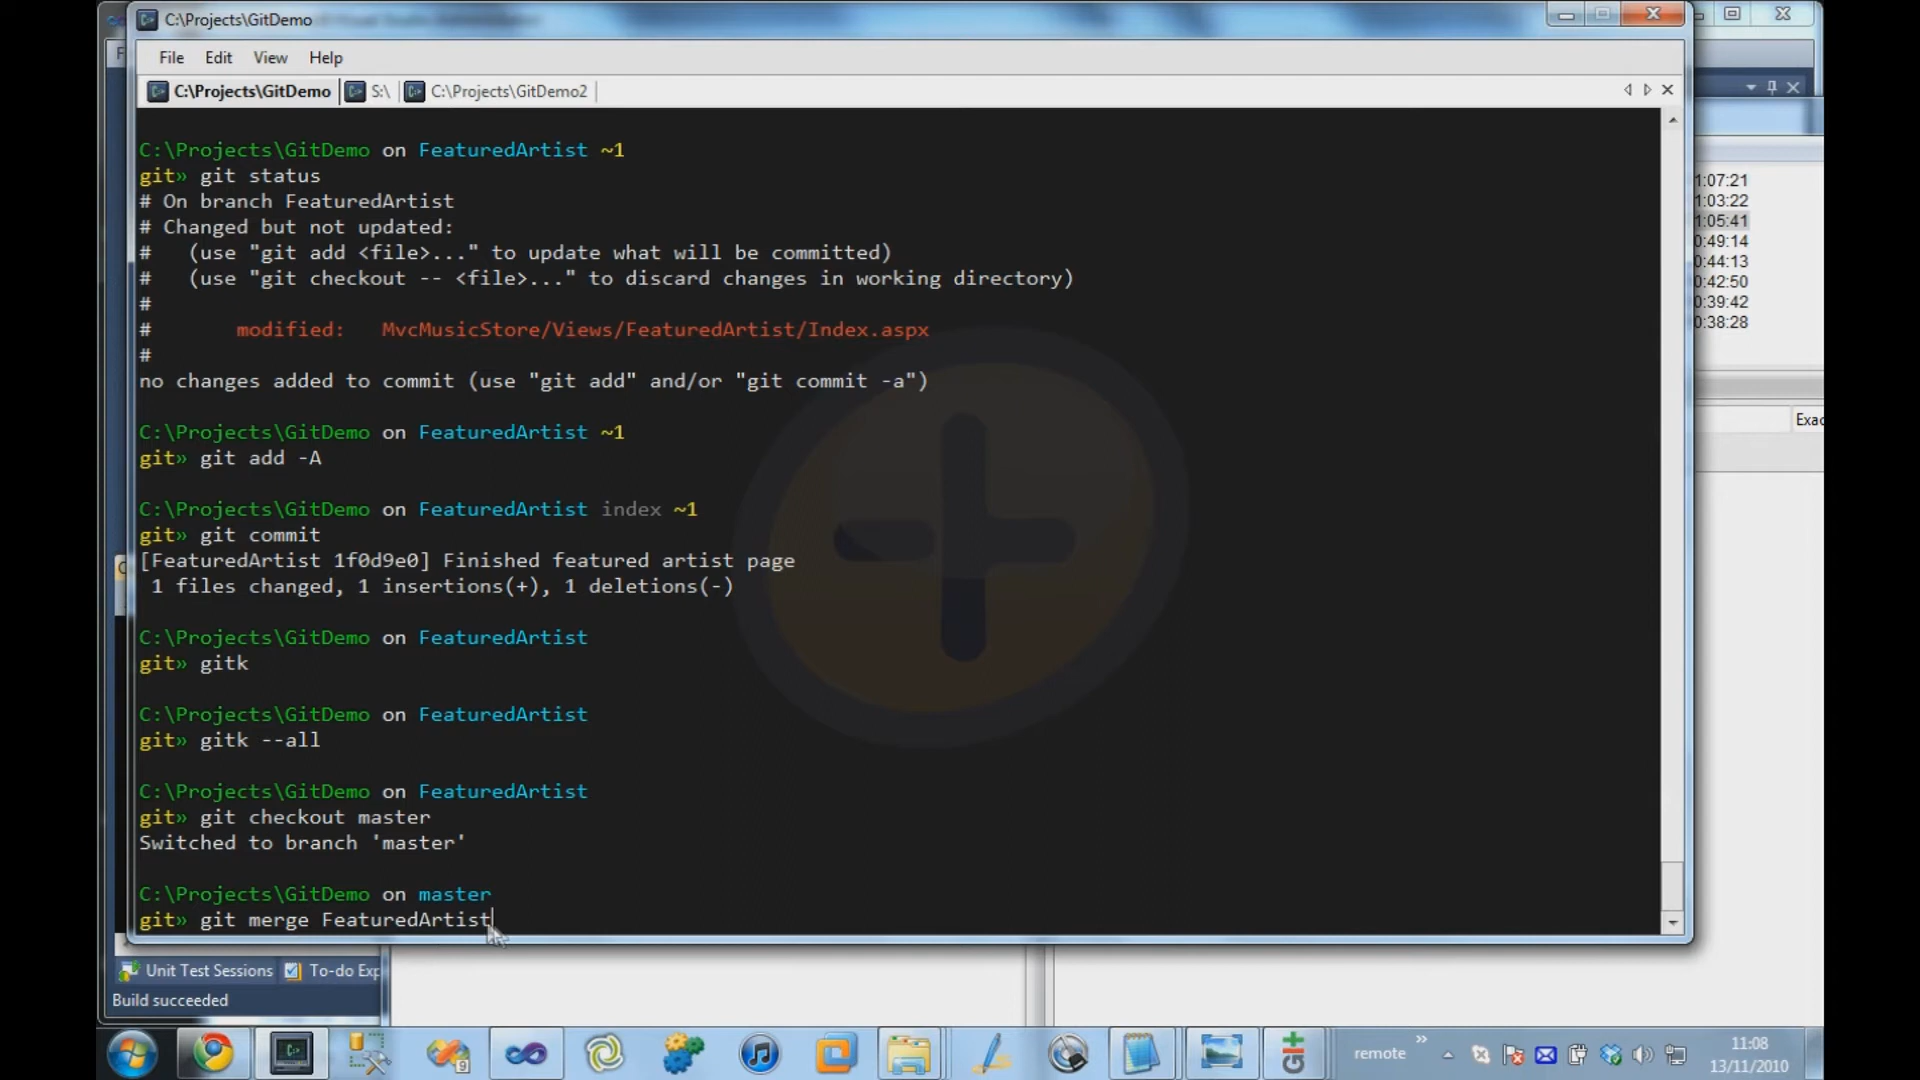 C:\Projects\GitDemo
File Edit View Help
C:\Projects\GitDemo S:\ C:\Projects\GitDemo2
C:\Projects\GitDemo on FeaturedArtist ~1
git» git status
# On branch FeaturedArtist
# Changed but not updated:
#   (use "git add <file>..." to update what will be committed)
#   (use "git checkout -- <file>..." to discard changes in working directory)
#
#       modified:   MvcMusicStore/Views/FeaturedArtist/Index.aspx
#
no changes added to commit (use "git add" and/or "git commit -a")
C:\Projects\GitDemo on FeaturedArtist ~1
git» git add -A
C:\Projects\GitDemo on FeaturedArtist index ~1
git» git commit
[FeaturedArtist 1f0d9e0] Finished featured artist page
1 files changed, 1 insertions(+), 1 deletions(-)
C:\Projects\GitDemo on FeaturedArtist
git» gitk
C:\Projects\GitDemo on FeaturedArtist
git» gitk --all
C:\Projects\GitDemo on FeaturedArtist
git» git checkout master
Switched to branch 'master'
C:\Projects\GitDemo on master
git» git merge FeaturedArtist
1:07:21
1:03:22
1:05:41
0:49:14
0:44:13
0:42:50
0:39:42
0:38:28
Exac
Unit Test Sessions To-do Exp
Build succeeded
remote
11:08
13/11/2010